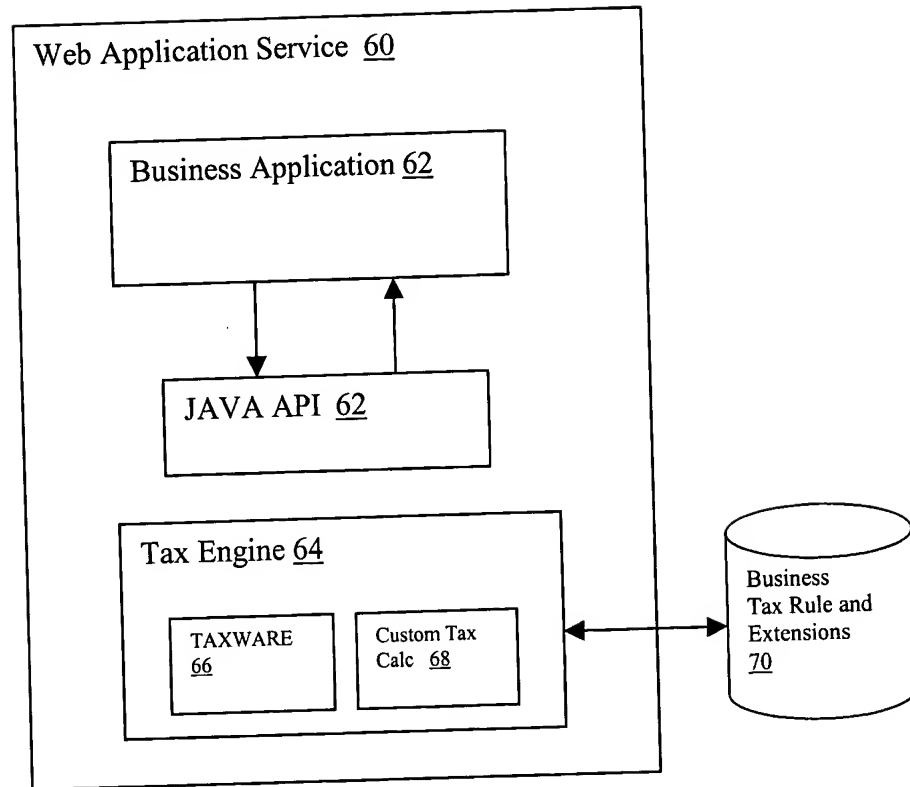 Web Application Service 60
Business Application 62
JAVA API 62
Tax Engine 64
TAXWARE
66
Custom Tax
Calc 68
Business
Tax Rule and
Extensions
70